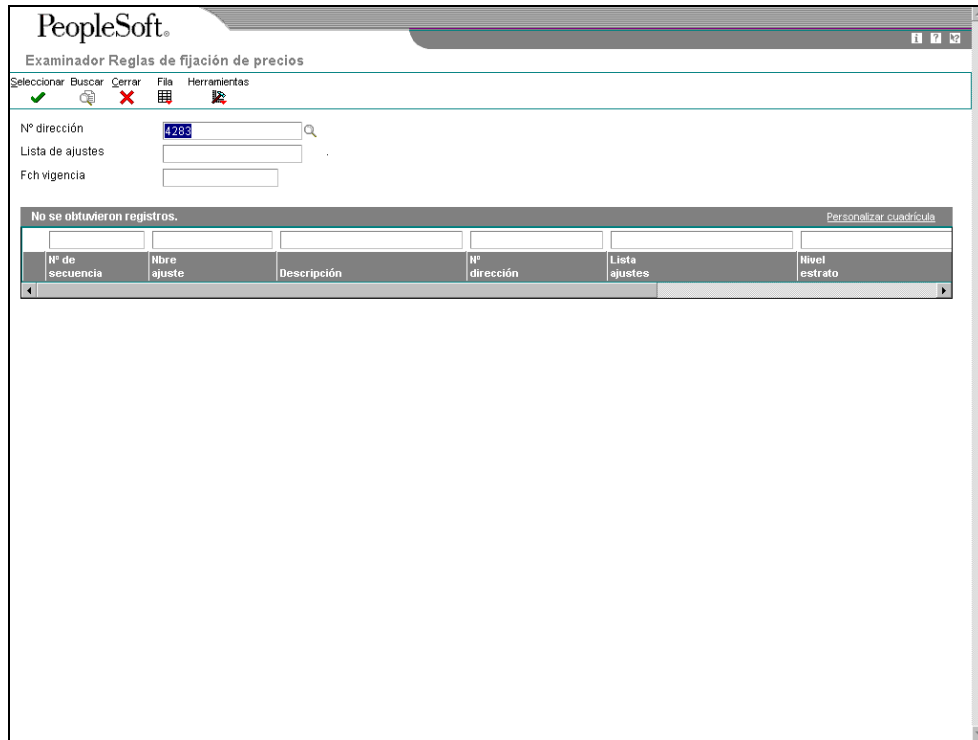 PeopleSoft®
Examinador Reglas de fijación de precios
Seleccionar Buscar Cerrar Fila Herramientas
Nº dirección 4283
Lista de ajustes .
Fch vigencia
No se obtuvieron registros. Personalizar cuadrícula
Nº de secuencia Nbre ajuste Descripción Nº dirección Lista ajustes Nivel estrato